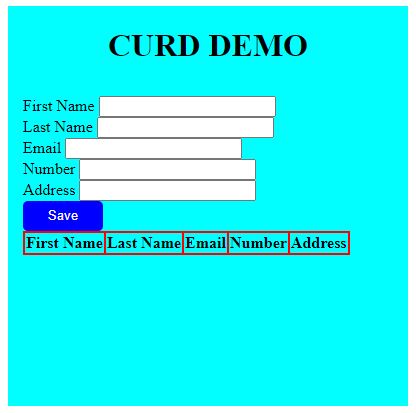 CURD DEMO
First Name
Last Name
Email
Number
Address
Save
First Name Last Name Email Number Address